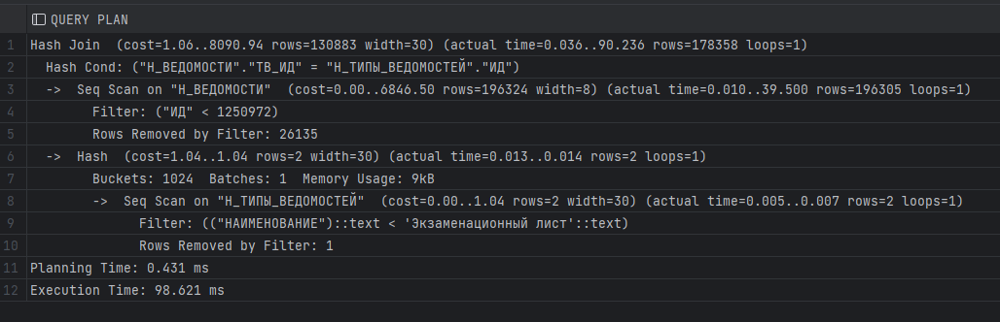 QUERY PLAN
1 Hash Join  (cost=1.06..8090.94 rows=130883 width=30) (actual time=0.036..90.236 rows=178358 loops=1)
2   Hash Cond: ("Н_ВЕДОМОСТИ"."ТВ_ИД" = "Н_ТИПЫ_ВЕДОМОСТЕЙ"."ИД")
3   ->  Seq Scan on "Н_ВЕДОМОСТИ"  (cost=0.00..6846.50 rows=196324 width=8) (actual time=0.010..39.500 rows=196305 loops=1)
4         Filter: ("ИД" < 1250972)
5         Rows Removed by Filter: 26135
6   ->  Hash  (cost=1.04..1.04 rows=2 width=30) (actual time=0.013..0.014 rows=2 loops=1)
7         Buckets: 1024  Batches: 1  Memory Usage: 9kB
8         ->  Seq Scan on "Н_ТИПЫ_ВЕДОМОСТЕЙ"  (cost=0.00..1.04 rows=2 width=30) (actual time=0.005..0.007 rows=2 loops=1)
9               Filter: (("НАИМЕНОВАНИЕ")::text < 'Экзаменационный лист'::text)
10               Rows Removed by Filter: 1
11 Planning Time: 0.431 ms
12 Execution Time: 98.621 ms